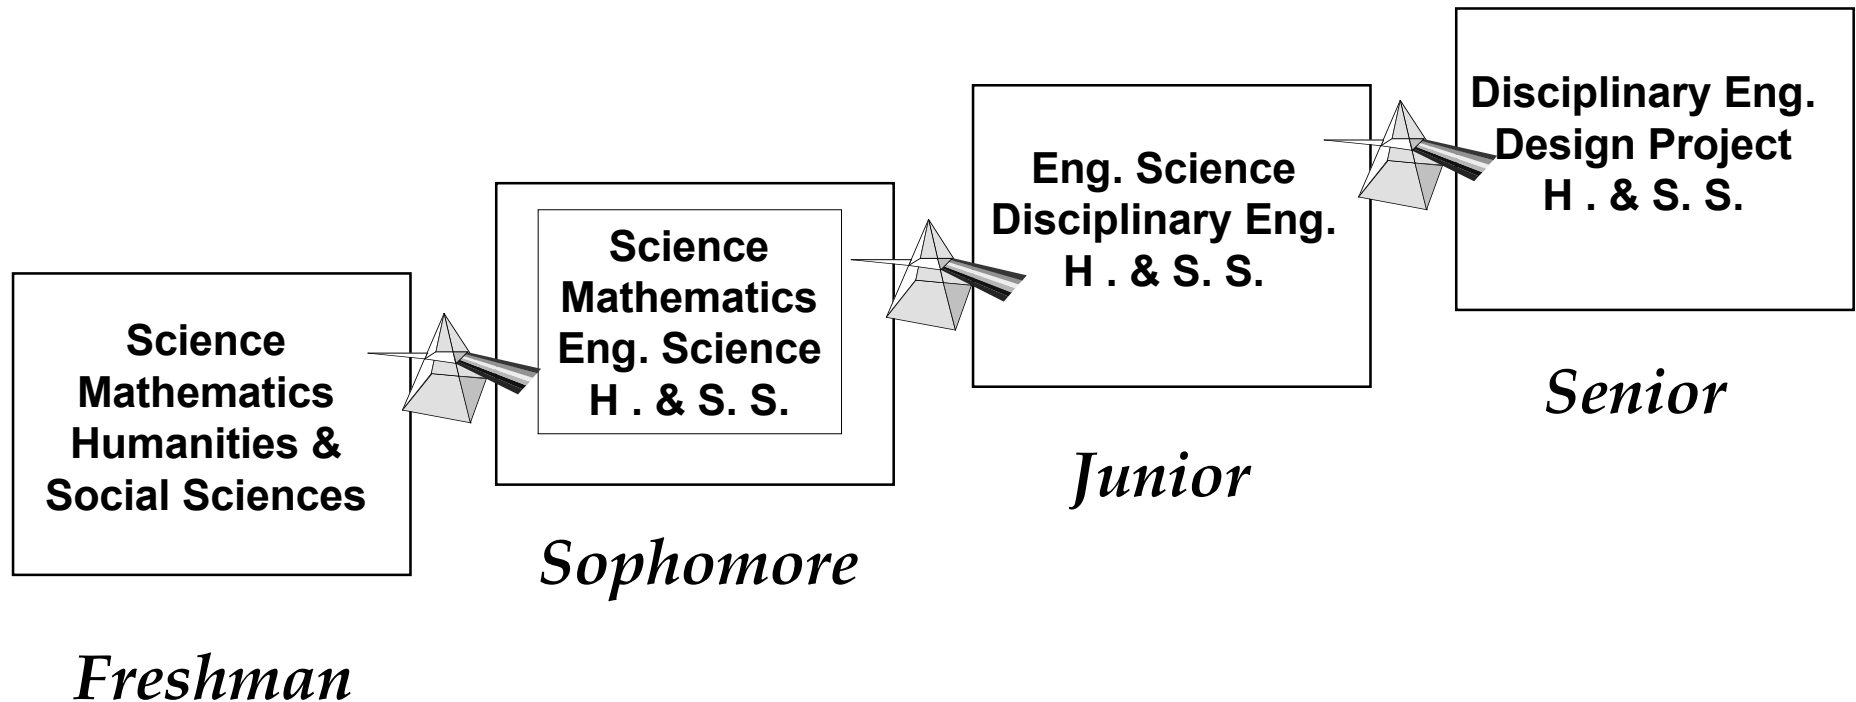 Science
Mathematics
Humanities &
Social Sciences
Freshman
Science
Mathematics
Eng. Science
H . & S. S.
Sophomore
Eng. Science
Disciplinary Eng.
H . & S. S.
Junior
Disciplinary Eng.
Design Project
H . & S. S.
Senior